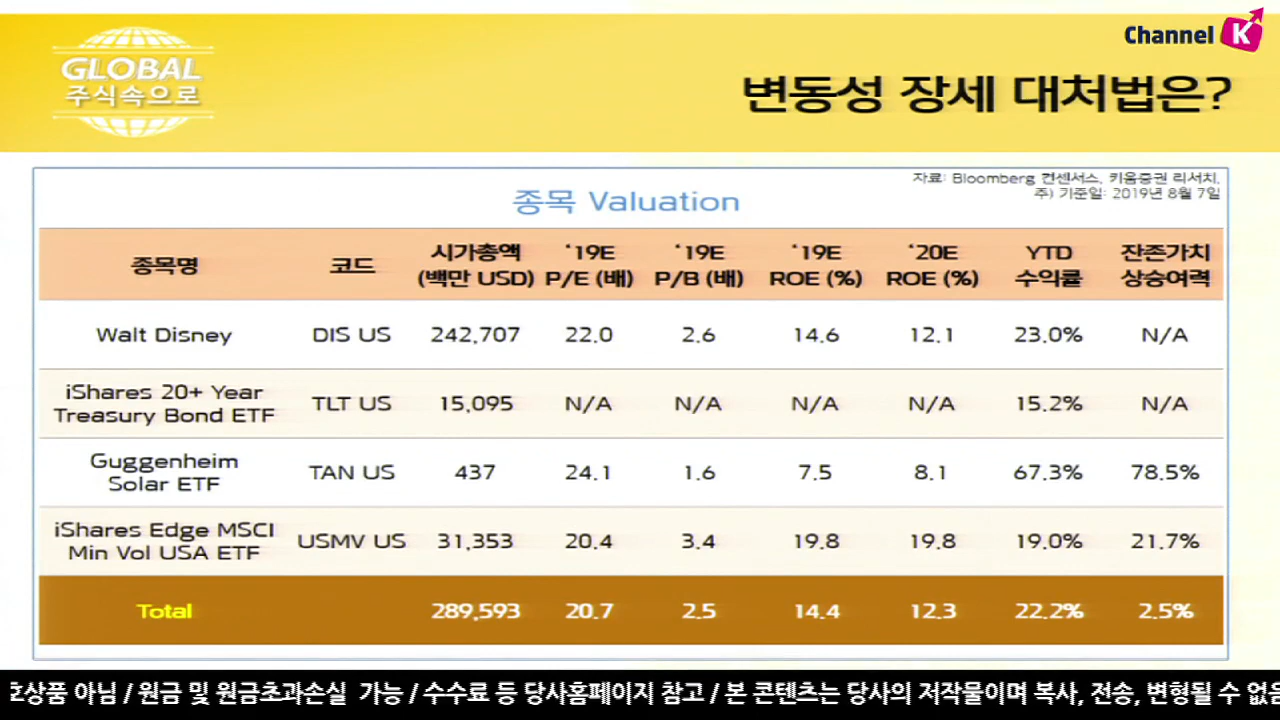 Channel K
GLOBAL
주식속으로
변동성 장세 대처법은?
자료: Bloomberg 컨센서스, 키움증권 리서치,
주) 기준일: 2019년 8월 7일
종목 Valuation
종목명 코드 시가총액 (백만 USD) ‘19E P/E (배) ‘19E P/B (배) ‘19E ROE (%) ‘20E ROE (%) YTD 수익률 잔존가치 상승여력
Walt Disney DIS US 242,707 22.0 2.6 14.6 12.1 23.0% N/A
iShares 20+ Year
Treasury Bond ETF TLT US 15,095 N/A N/A N/A N/A 15.2% N/A
Guggenheim
Solar ETF TAN US 437 24.1 1.6 7.5 8.1 67.3% 78.5%
iShares Edge MSCI
Min Vol USA ETF USMV US 31,353 20.4 3.4 19.8 19.8 19.0% 21.7%
Total 289,593 20.7 2.5 14.4 12.3 22.2% 2.5%
상품 아님 / 원금 및 원금초과손실 가능 / 수수료 등 당사홈페이지 참고 / 본 콘텐츠는 당사의 저작물이며 복사, 전송, 변형될 수 없음